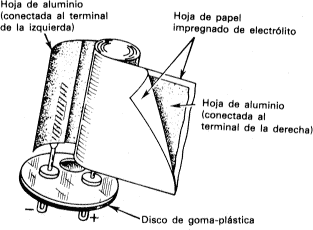 Hoja de aluminio
(conectada al terminal
de la izquierda)
Hoja de papel
impregnado de electrólito
Hoja de aluminio
(conectada al
terminal de la derecha)
Disco de goma-plástica
−
+